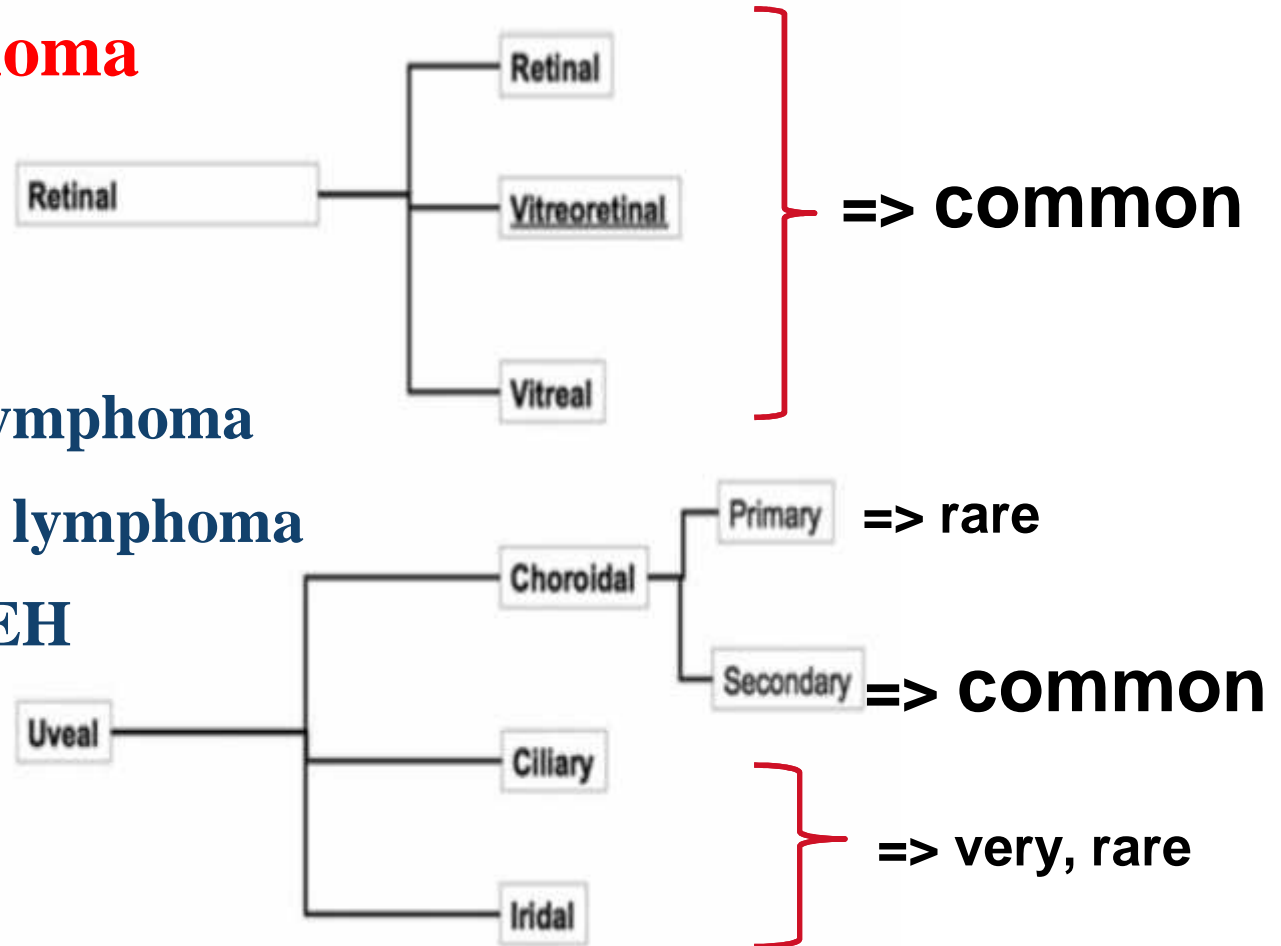 oma
Retinal
Retinal
Vitreoretinal
Vitreal
=> common
ymphoma
lymphoma
EH
Primary
=> rare
Choroidal
Secondary
=> common
Uveal
Ciliary
Iridal
=> very, rare